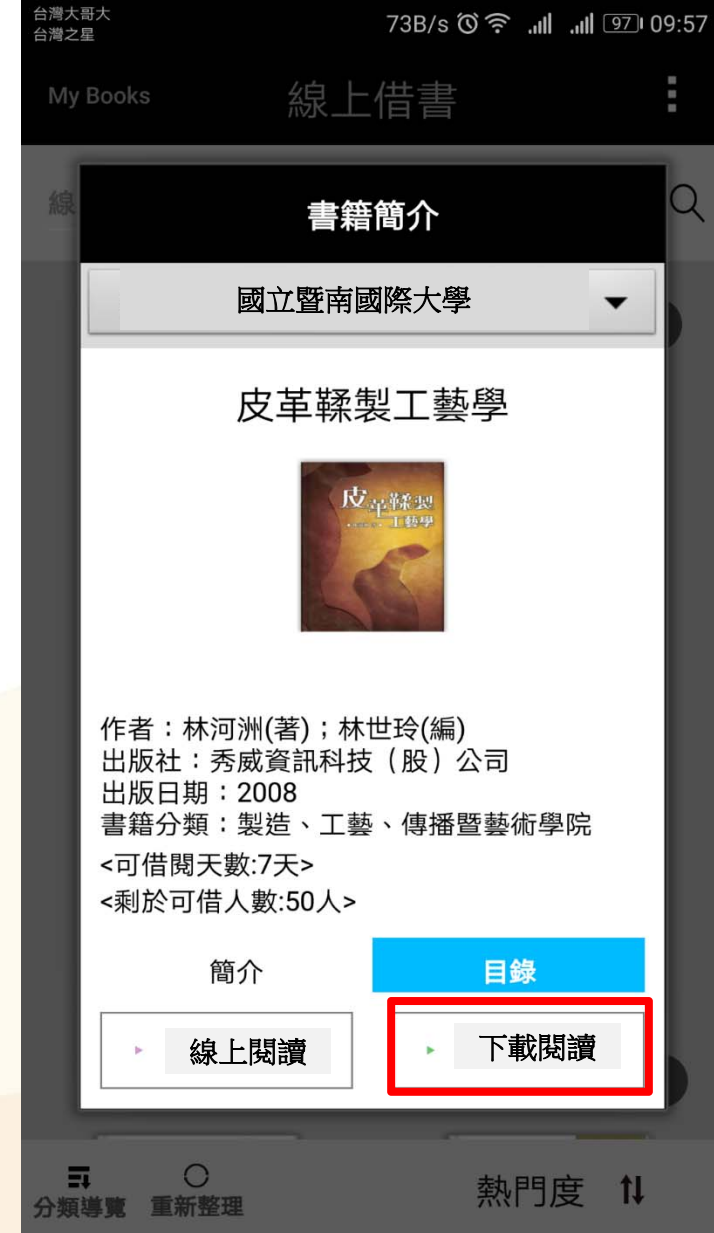 台灣大哥大
台灣之星
73B/s 97 09:57
My Books 線上借書
線
書籍簡介
國立暨南國際大學
皮革鞣製工藝學
皮革鞣製
工藝學
作者：林河洲(著)；林世玲(編)
出版社：秀威資訊科技（股）公司
出版日期：2008
書籍分類：製造、工藝、傳播暨藝術學院
<可借閱天數:7天>
<剩於可借人數:50人>
簡介 目錄
線上閱讀 下載閱讀
分類導覽 重新整理 熱門度